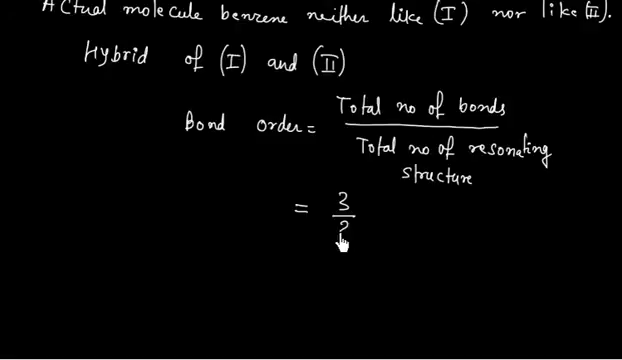 Actual molecule benzene neither like (I) nor like (II).
Hybrid of (I) and (II)
Bond order = Total no of bonds
Total no of resonating
structure
= 3
2